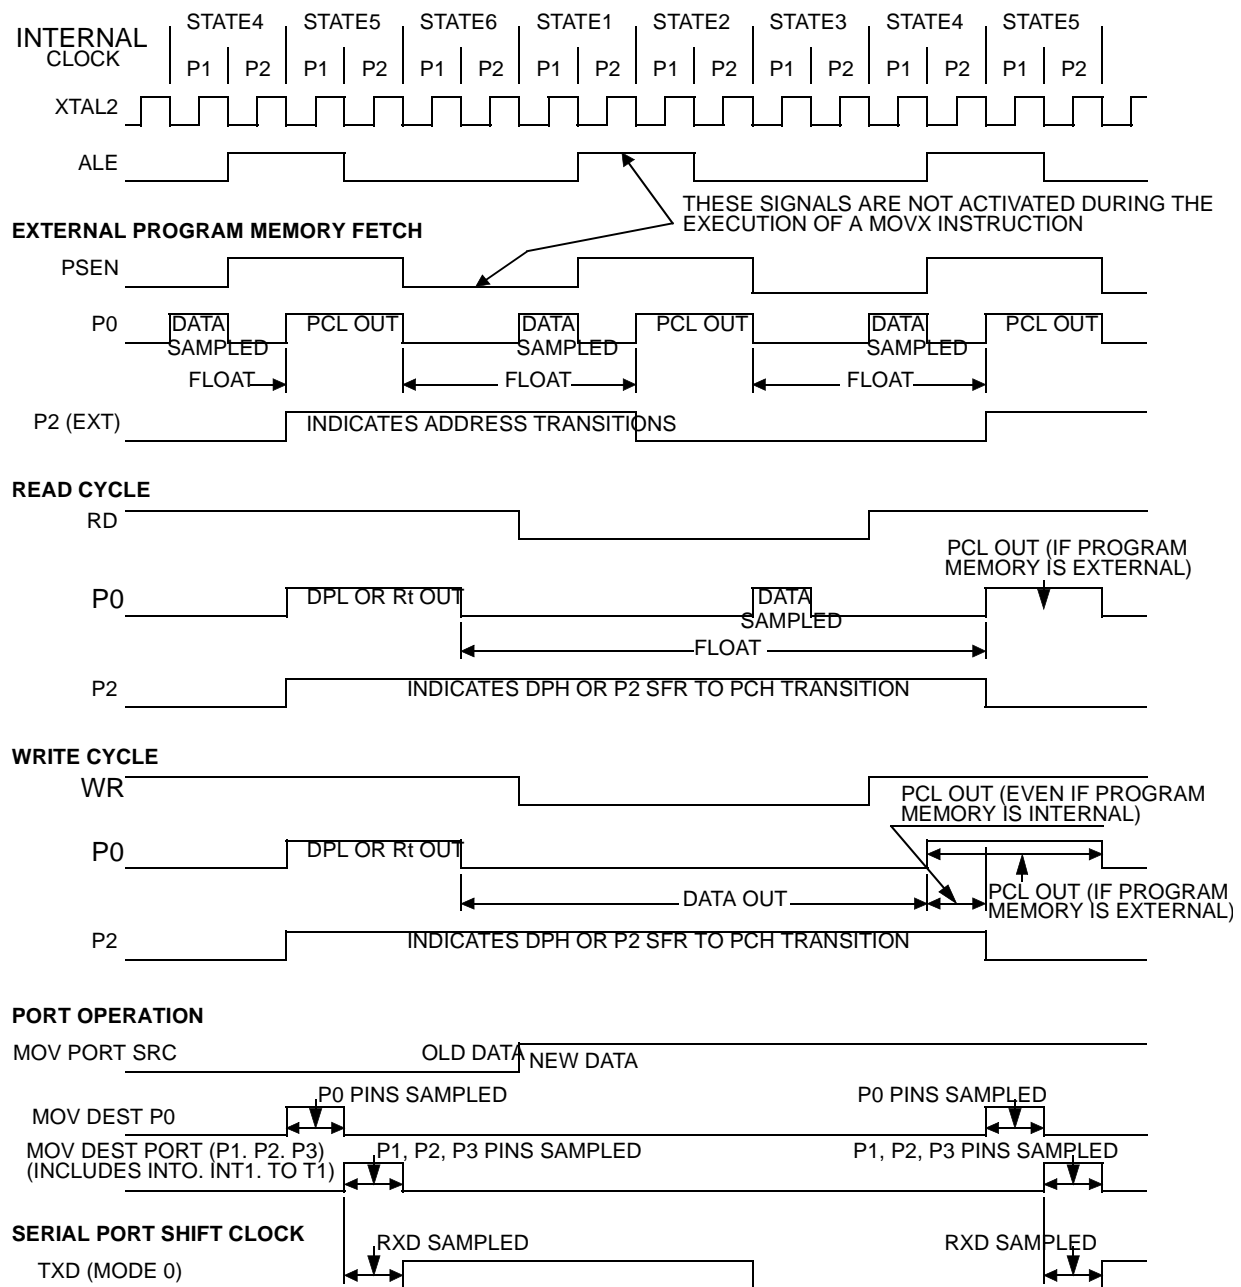 STATE4 STATE5 STATE6 STATE1 STATE2 STATE3 STATE4 STATE5
INTERNAL
CLOCK
P1 P2 P1 P2 P1 P2 P1 P2 P1 P2 P1 P2 P1 P2 P1 P2
XTAL2
ALE
THESE SIGNALS ARE NOT ACTIVATED DURING THE
EXECUTION OF A MOVX INSTRUCTION
EXTERNAL PROGRAM MEMORY FETCH
PSEN
P0 DATA PCL OUT DATA PCL OUT DATA PCL OUT
SAMPLED SAMPLED SAMPLED
FLOAT FLOAT FLOAT
P2 (EXT) INDICATES ADDRESS TRANSITIONS
READ CYCLE
RD
PCL OUT (IF PROGRAM
MEMORY IS EXTERNAL)
P0 DPL OR Rt OUT DATA
SAMPLED
FLOAT
P2 INDICATES DPH OR P2 SFR TO PCH TRANSITION
WRITE CYCLE
WR
PCL OUT (EVEN IF PROGRAM
MEMORY IS INTERNAL)
P0 DPL OR Rt OUT
DATA OUT
PCL OUT (IF PROGRAM
MEMORY IS EXTERNAL)
P2 INDICATES DPH OR P2 SFR TO PCH TRANSITION
PORT OPERATION
MOV PORT SRC OLD DATA NEW DATA
P0 PINS SAMPLED P0 PINS SAMPLED
MOV DEST P0
MOV DEST PORT (P1. P2. P3) P1, P2, P3 PINS SAMPLED P1, P2, P3 PINS SAMPLED
(INCLUDES INTO. INT1. TO T1)
SERIAL PORT SHIFT CLOCK
RXD SAMPLED RXD SAMPLED
TXD (MODE 0)